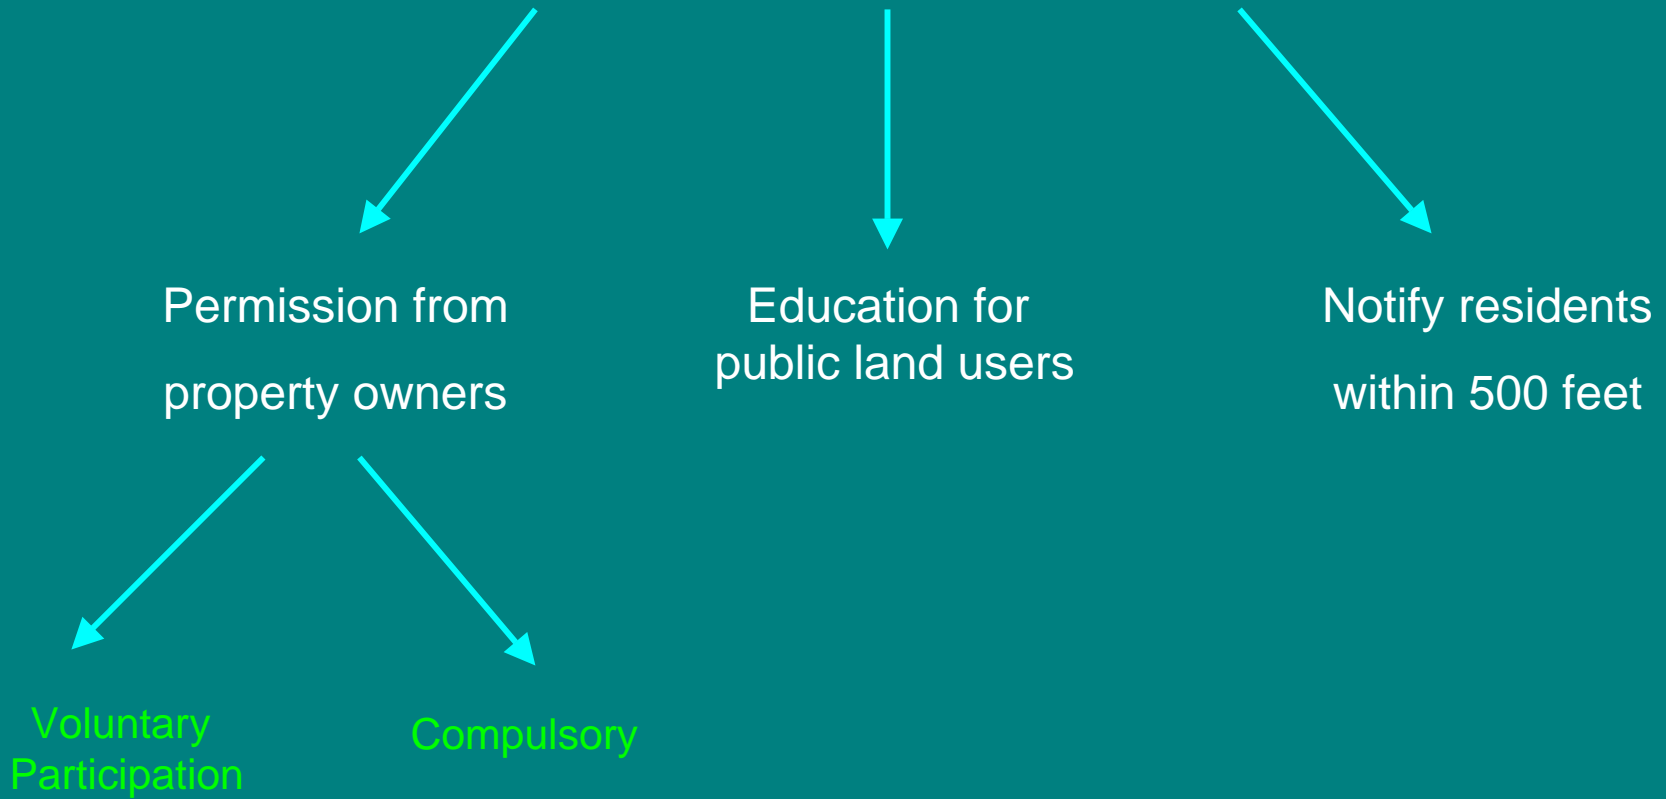 Permission from
property owners
Education for
public land users
Notify residents
within 500 feet
Voluntary
Participation
Compulsory